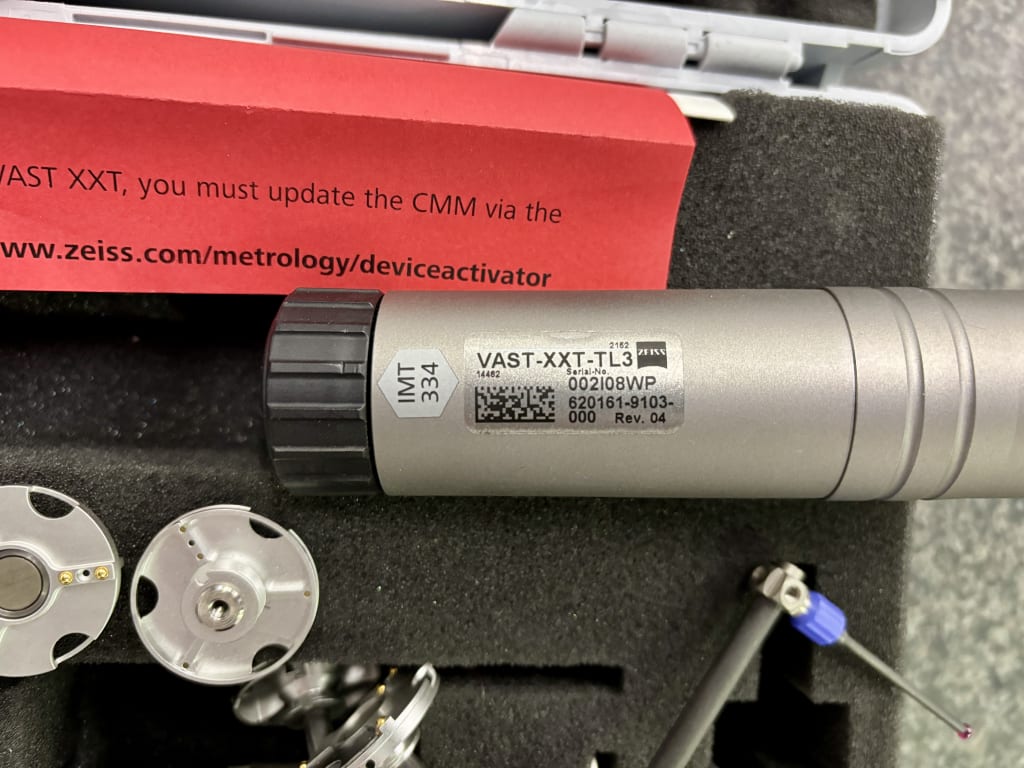 VAST XXT, you must update the CMM via the
www.zeiss.com/metrology/deviceactivator
IMT
334
2152
VAST-XXT-TL3 ZEISS
14462 Serial-No.
002I08WP
620161-9103-
000 Rev. 04